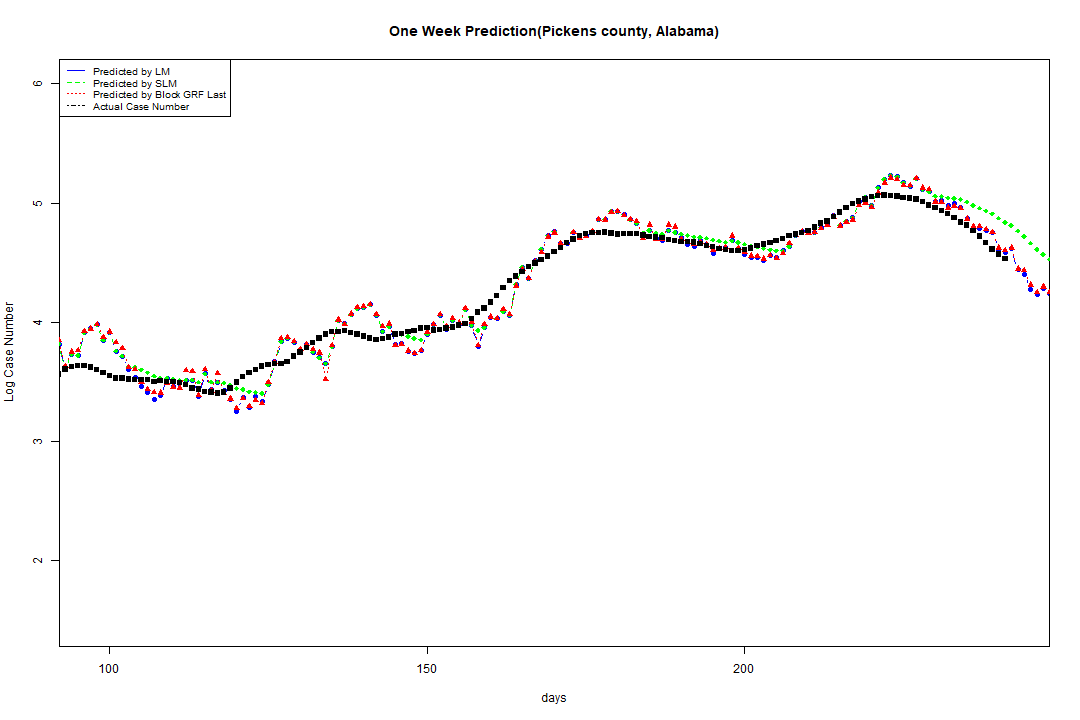 One Week Prediction(Pickens county, Alabama)
Predicted by LM
Predicted by SLM
Predicted by Block GRF Last
Actual Case Number
6
5
4
3
2
Log Case Number
100
150
200
days